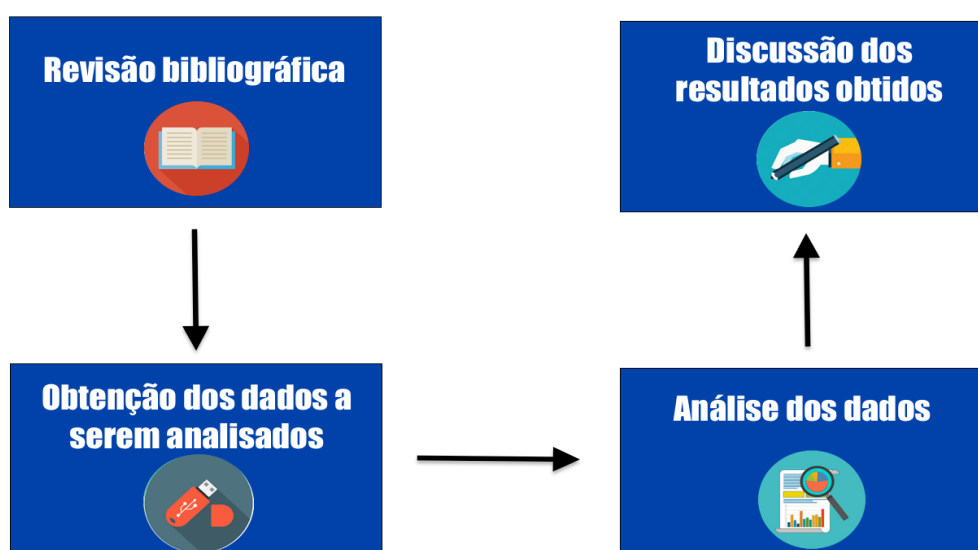 Revisão bibliográfica
Obtenção dos dados a
serem analisados
Análise dos dados
Discussão dos
resultados obtidos